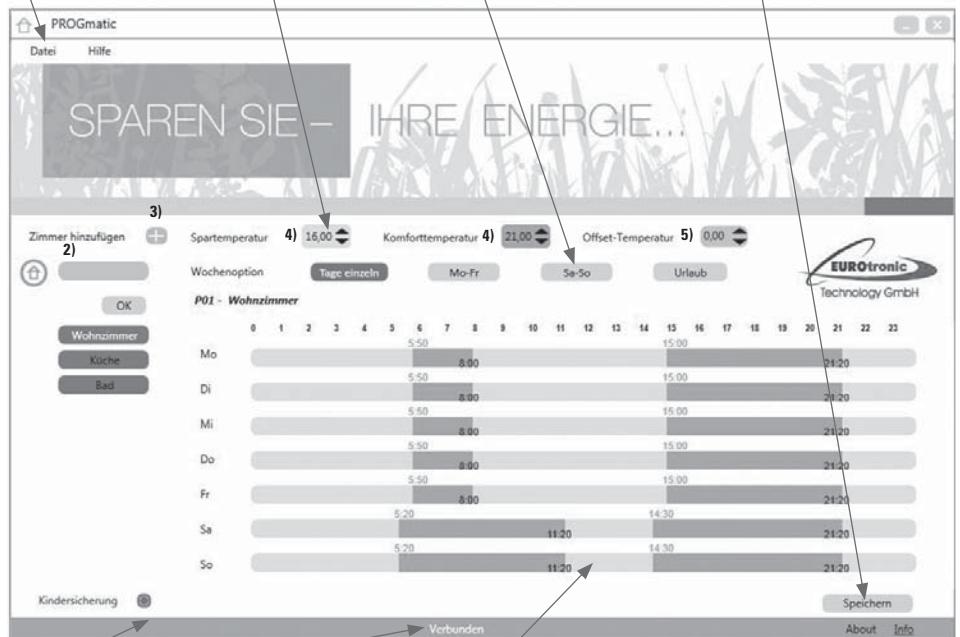 PROGmatic
Datei Hilfe
SPAREN SIE – IHRE ENERGIE...
3)
Zimmer hinzufügen Spartemperatur 4) 16,00 Komforttemperatur 4) 21,00 Offset-Temperatur 5) 0,00
2)
Wochenoption Tage einzeln Mo-Fr Sa-So Urlaub
EUROtronic
Technology GmbH
OK
P01 - Wohnzimmer
Wohnzimmer
Küche
Bad
0 1 2 3 4 5 6 7 8 9 10 11 12 13 14 15 16 17 18 19 20 21 22 23
5:50 15:00
Mo
8:00 21:20
5:50 15:00
Di
8:00 21:20
5:50 15:00
Mi
8:00 21:20
5:50 15:00
Do
8:00 21:20
5:50 15:00
Fr
8:00 21:20
5:20 14:30
Sa
11:20 21:20
5:20 14:30
So
11:20 21:20
Kindersicherung Speichern
Verbunden About Info